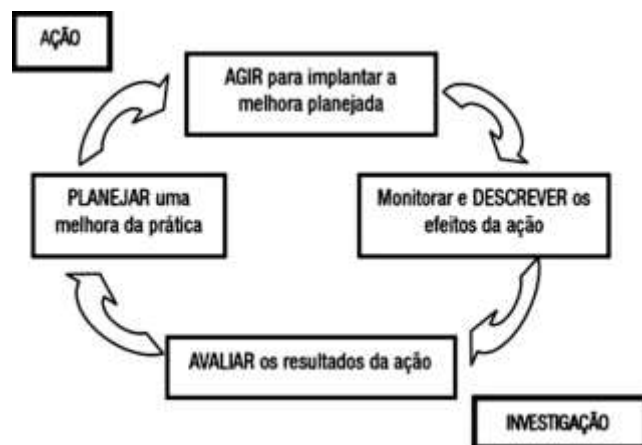 AÇÃO
AGIR para implantar a
melhora planejada
PLANEJAR uma
melhora da prática
Monitorar e DESCREVER os
efeitos da ação
AVALIAR os resultados da ação
INVESTIGAÇÃO